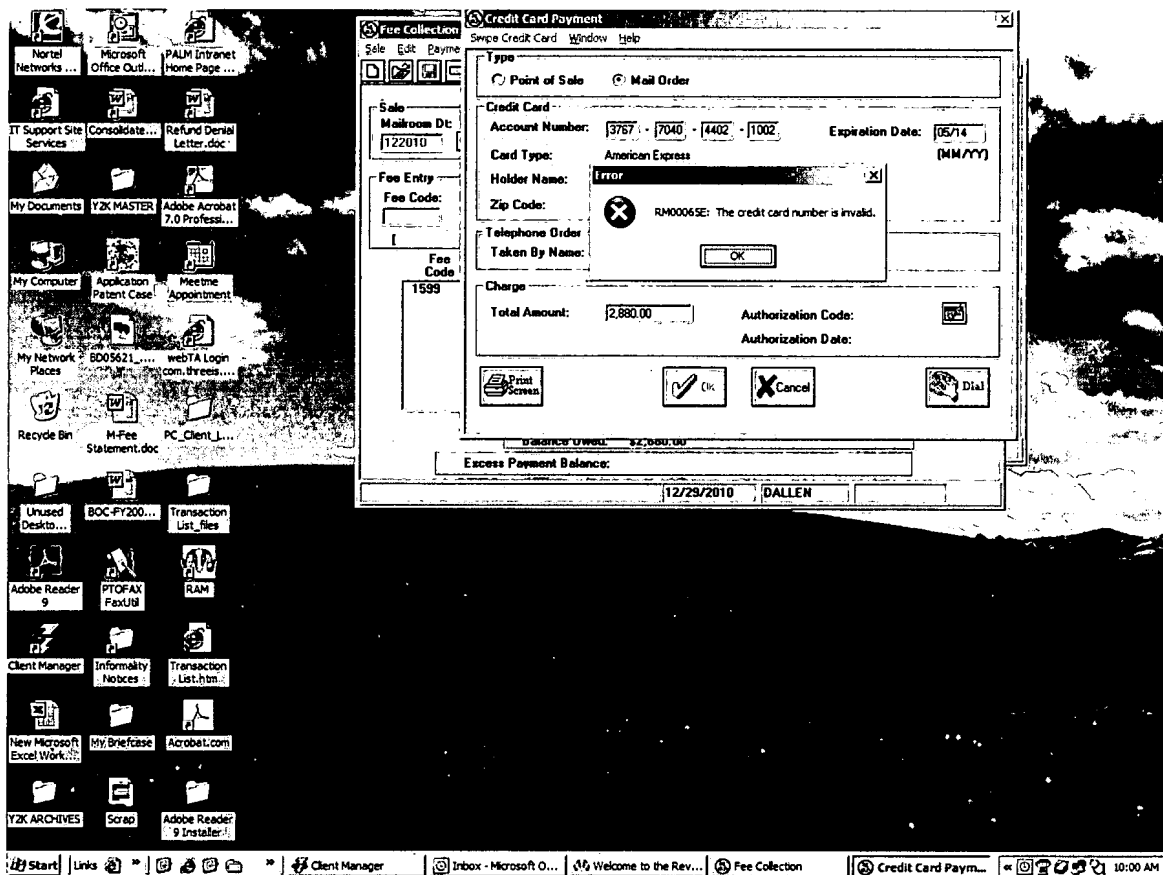 Nortel Networks ...
Microsoft Office Outl...
PALM Intranet Home Page ...
IT Support Site Services
Consolidate...
Refund Denial Letter.doc
My Documents
Y2K MASTER
Adobe Acrobat 7.0 Professi...
My Computer
Application Patent Case
Meetme Appointment
My Network Places
BD05621_....
webTA Login com.threeis....
Recycle Bin
M-Fee Statement.doc
PC_Client_L...
Unused Deskto...
BOC-FY200...
Transaction List_files
Adobe Reader 9
PTOFAX FaxUtil
RAM
Client Manager
Informality Notices
Transaction List.htm
New Microsoft Excel Work...
My Briefcase
Acrobat.com
Y2K ARCHIVES
Scrap
Adobe Reader 9 Installer
Fee Collection
Sale Edit Payme
Sale
Mailroom Dt:
122010
Fee Entry
Fee Code:
Fee Code
1599
Balance Owed: $2,880.00
Excess Payment Balance:
12/29/2010 DALLEN
Credit Card Payment
Swipe Credit Card Window Help
Type
Point of Sale Mail Order
Credit Card
Account Number: 3767 - 7040 - 4402 - 1002 Expiration Date: 05/14
(MM/YY)
Card Type: American Express
Holder Name:
Zip Code:
Error
RM00065E: The credit card number is invalid.
OK
Telephone Order
Taken By Name:
Charge
Total Amount: 2,880.00 Authorization Code:
Authorization Date:
Print Screen
OK
Cancel
Dial
Start Links » » Client Manager Inbox - Microsoft O... Welcome to the Rev... Fee Collection Credit Card Paym... « 10:00 AM